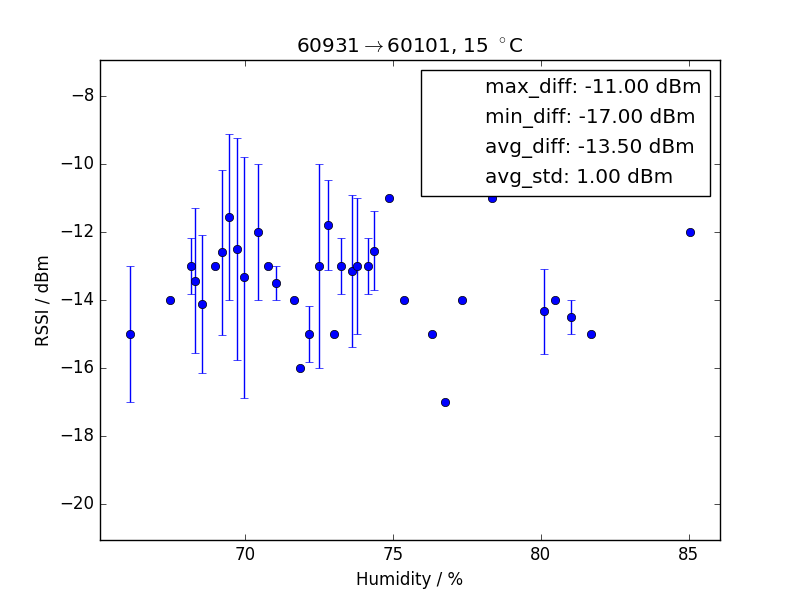 60931→60101, 15 °C
max_diff: -11.00 dBm
min_diff: -17.00 dBm
avg_diff: -13.50 dBm
avg_std: 1.00 dBm
−8
−10
−12
−14
−16
−18
−20
RSSI / dBm
70 75 80 85
Humidity / %